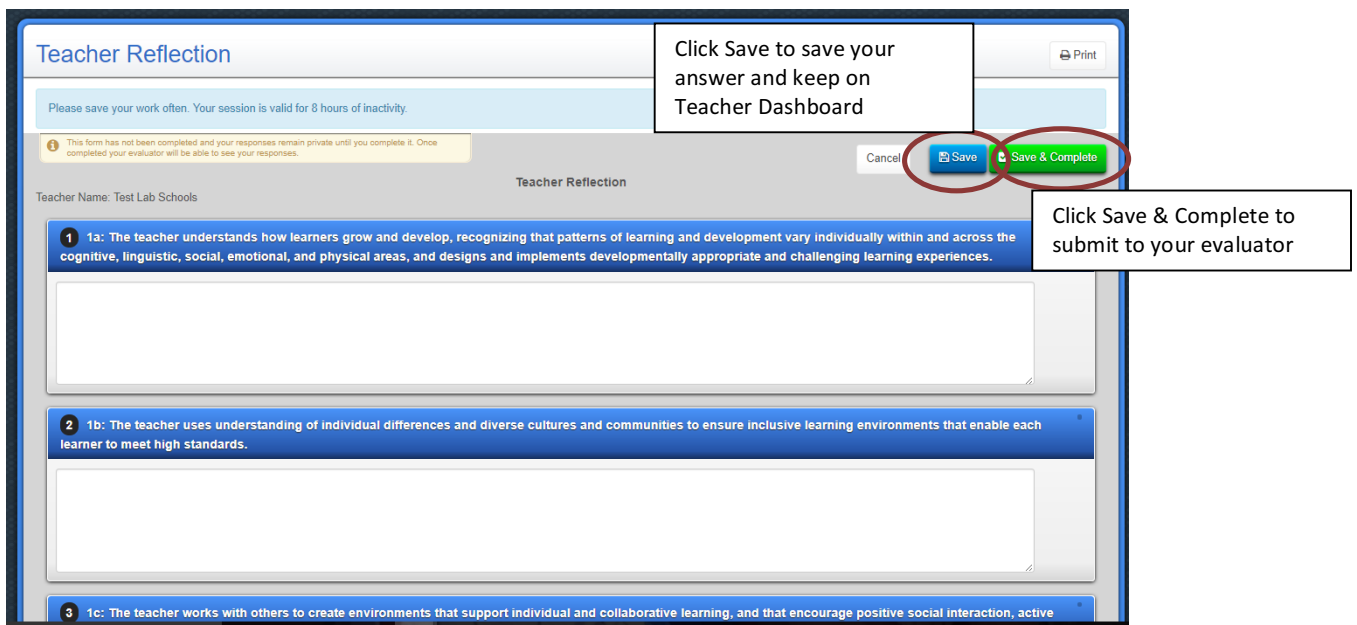 Teacher Reflection
Click Save to save your
answer and keep on
Teacher Dashboard
Print
Please save your work often. Your session is valid for 8 hours of inactivity.
This form has not been completed and your responses remain private until you complete it. Once
completed your evaluator will be able to see your responses.
Cancel
Save
Save & Complete
Teacher Reflection
Teacher Name: Test Lab Schools
Click Save & Complete to
submit to your evaluator
1 1a: The teacher understands how learners grow and develop, recognizing that patterns of learning and development vary individually within and across the
cognitive, linguistic, social, emotional, and physical areas, and designs and implements developmentally appropriate and challenging learning experiences.
2 1b: The teacher uses understanding of individual differences and diverse cultures and communities to ensure inclusive learning environments that enable each
learner to meet high standards.
3 1c: The teacher works with others to create environments that support individual and collaborative learning, and that encourage positive social interaction, active